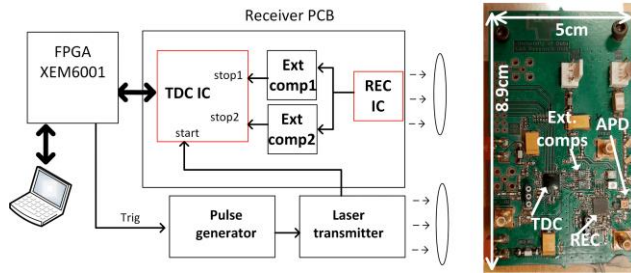 Receiver PCB
FPGA
XEM6001
TDC IC
stop1
stop2
start
Ext
comp1
Ext
comp2
REC
IC
Trig
Pulse
generator
Laser
transmitter
5cm
8.9cm
Ext.
comps
APD
TDC
REC